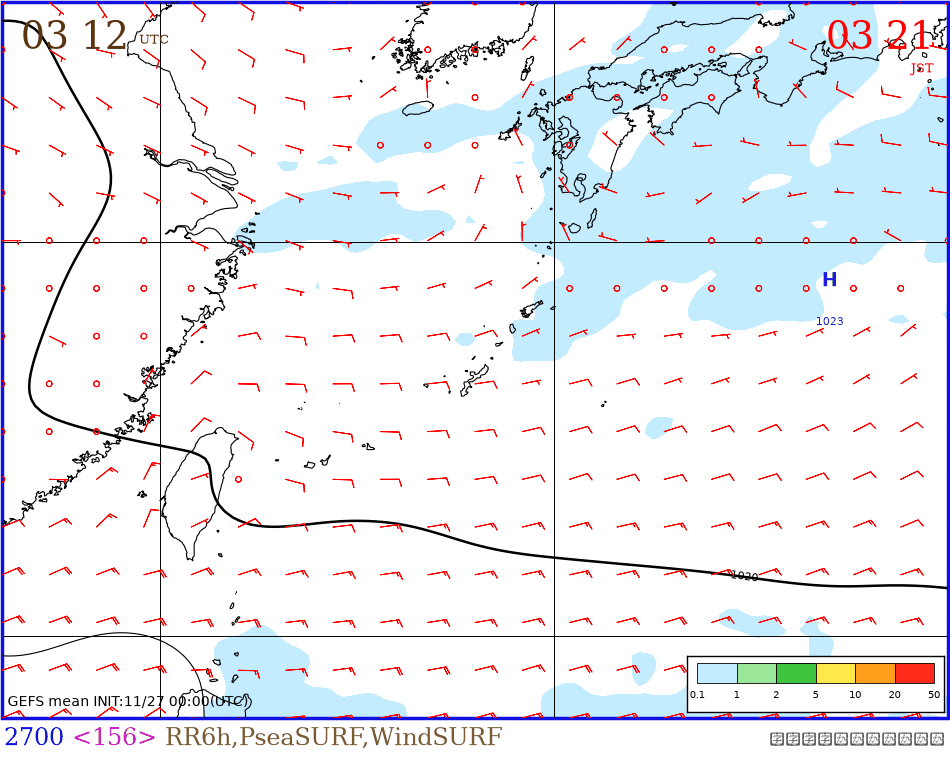 03 12 UTC
03 21
JST
H
1023
1020
0.1 1 2 5 10 20 50
GEFS mean INIT:11/27 00:00(UTC)
2700 <156> RR6h,PseaSURF,WindSURF